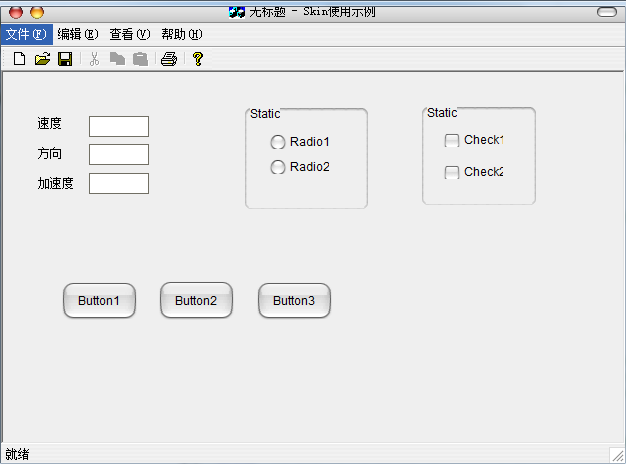 无标题 - Skin使用示例
文件(F) 编辑(E) 查看(V) 帮助(H)
速度
方向
加速度
Static
Radio1
Radio2
Static
Check1
Check2
Button1 Button2 Button3
就绪